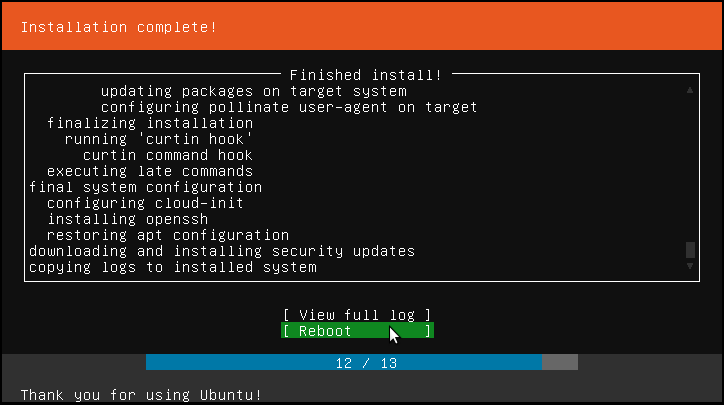 Installation complete!
Finished install!
updating packages on target system
configuring pollinate user-agent on target
finalizing installation
running 'curtin hook'
curtin command hook
executing late commands
final system configuration
configuring cloud-init
installing openssh
restoring apt configuration
downloading and installing security updates
copying logs to installed system
[ View full log ]
[ Reboot ]
12 / 13
Thank you for using Ubuntu!